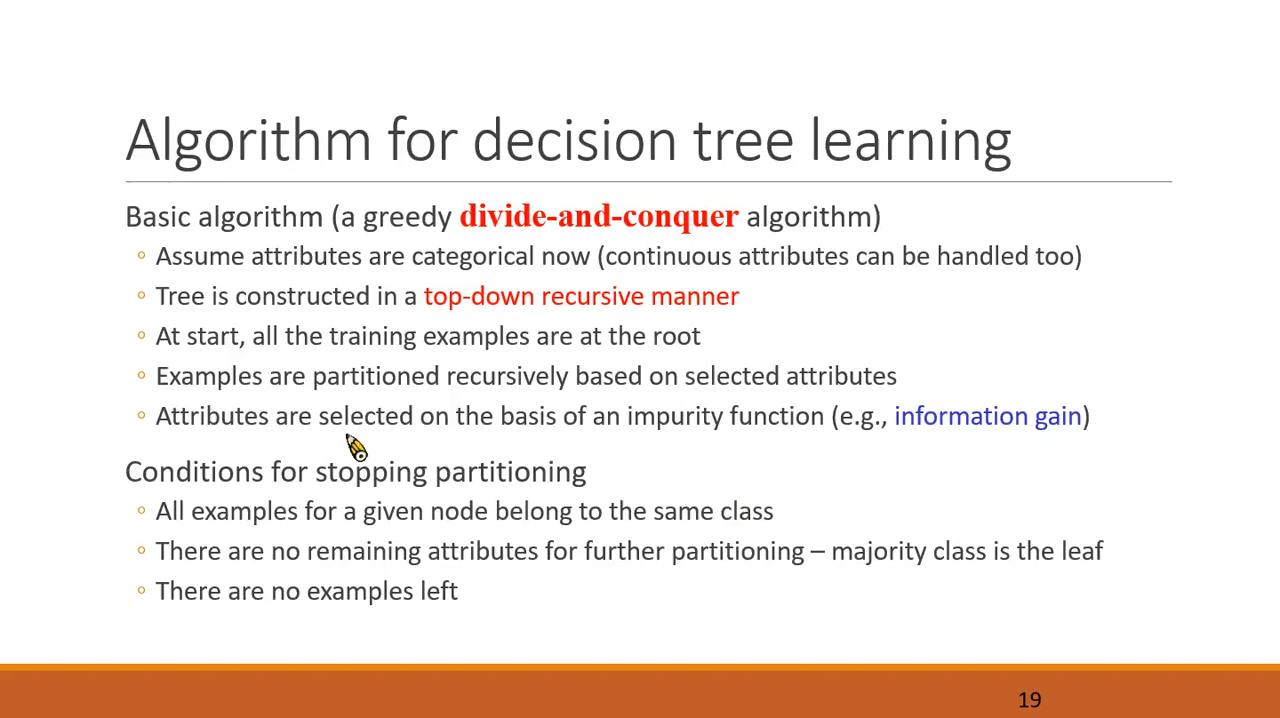 Algorithm for decision tree learning
Basic algorithm (a greedy divide-and-conquer algorithm)
◦ Assume attributes are categorical now (continuous attributes can be handled too)
◦ Tree is constructed in a top-down recursive manner
◦ At start, all the training examples are at the root
◦ Examples are partitioned recursively based on selected attributes
◦ Attributes are selected on the basis of an impurity function (e.g., information gain)
Conditions for stopping partitioning
◦ All examples for a given node belong to the same class
◦ There are no remaining attributes for further partitioning – majority class is the leaf
◦ There are no examples left
19